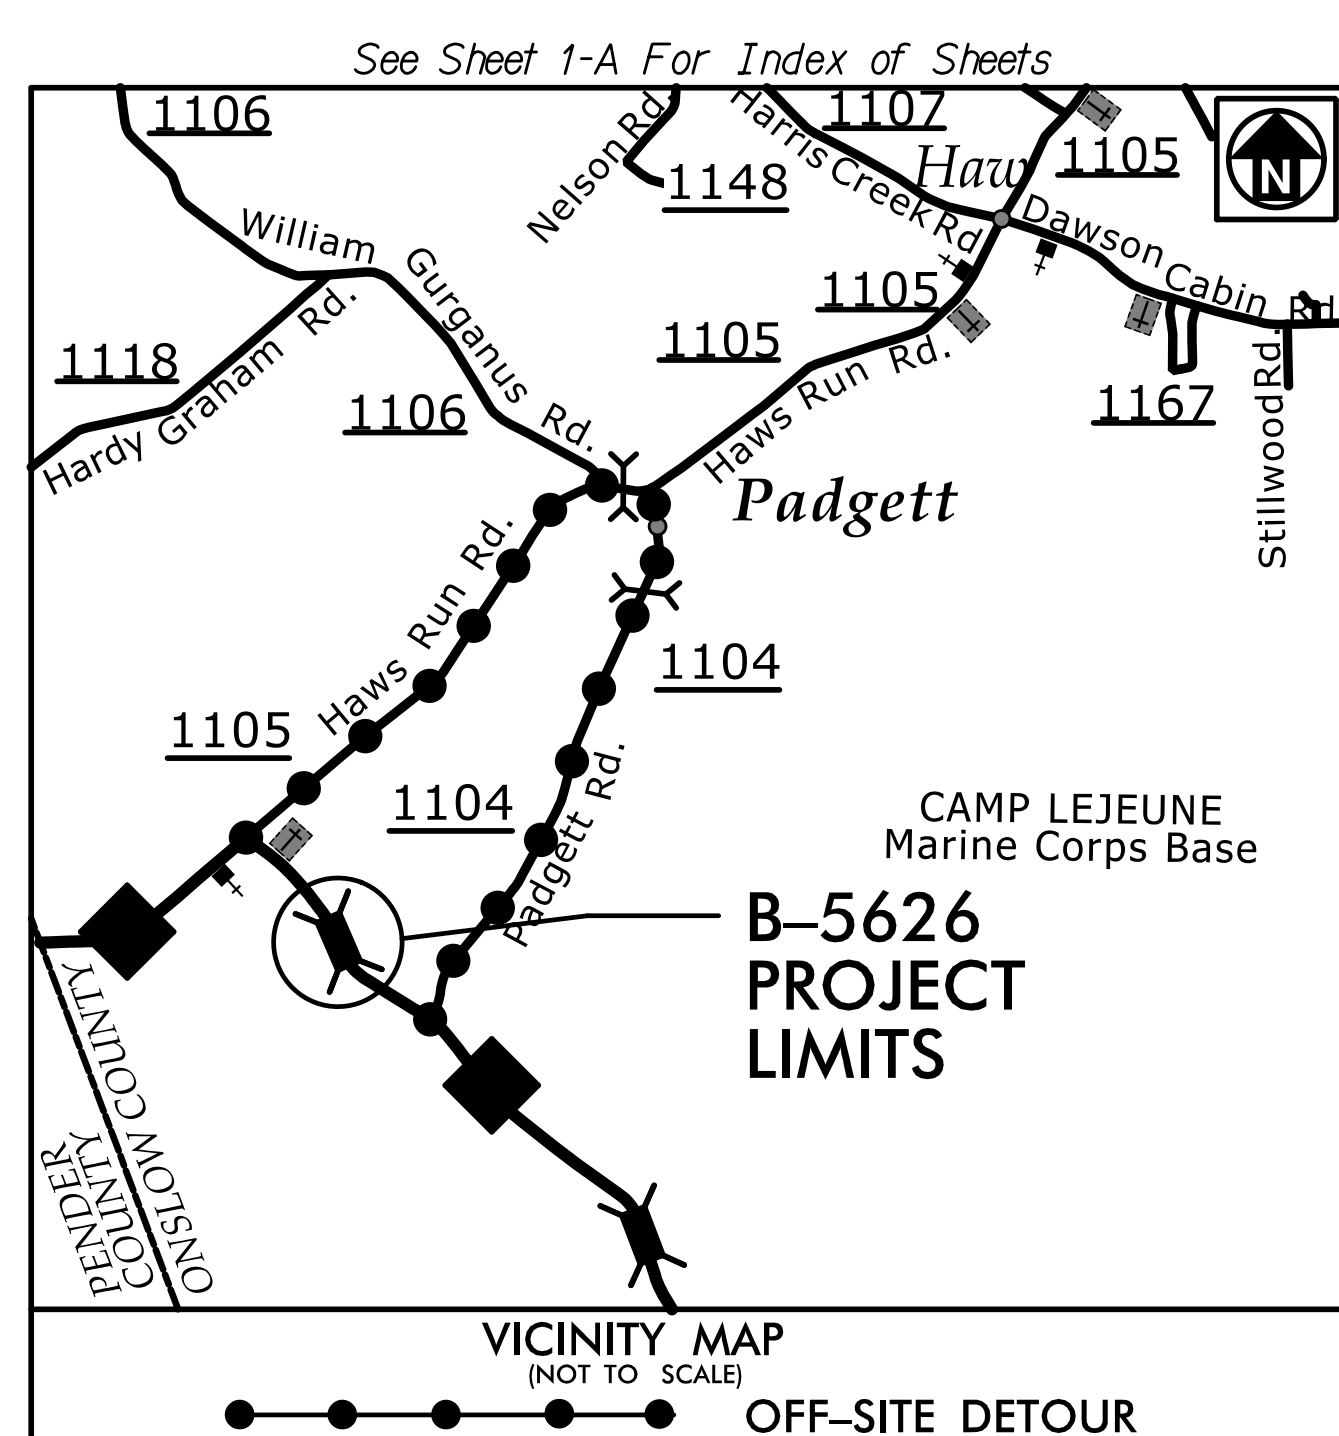 See Sheet 1-A For Index of Sheets
1106
Nelson Rd.
1107
1105
N
Haw
Harris Creek Rd
1148
William Gurganus Rd.
Dawson Cabin Rd
1105
1105
1118
Hardy Graham Rd.
1106
Haws Run Rd.
1167
Stillwood Rd.
Padgett
Haws Run Rd.
1104
1105
1104
Padgett Rd.
CAMP LEJEUNE
Marine Corps Base
B–5626
PROJECT
LIMITS
ONSLOW COUNTY
PENDER
COUNTY
VICINITY MAP
(NOT TO SCALE)
OFF–SITE DETOUR